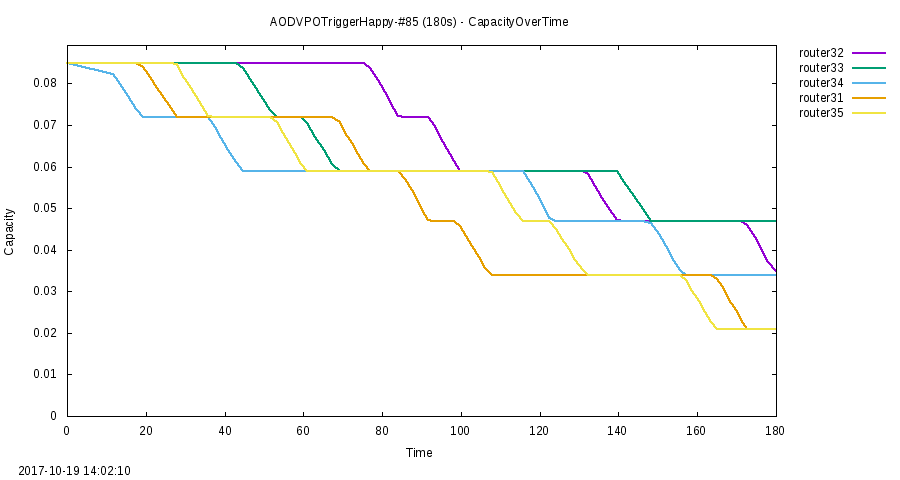 AODVPOTriggerHappy-#85 (180s) - CapacityOverTime
router32
router33
router34
router31
router35
0.08
0.07
0.06
0.05
0.04
0.03
0.02
0.01
0
Capacity
0 20 40 60 80 100 120 140 160 180
Time
2017-10-19 14:02:10